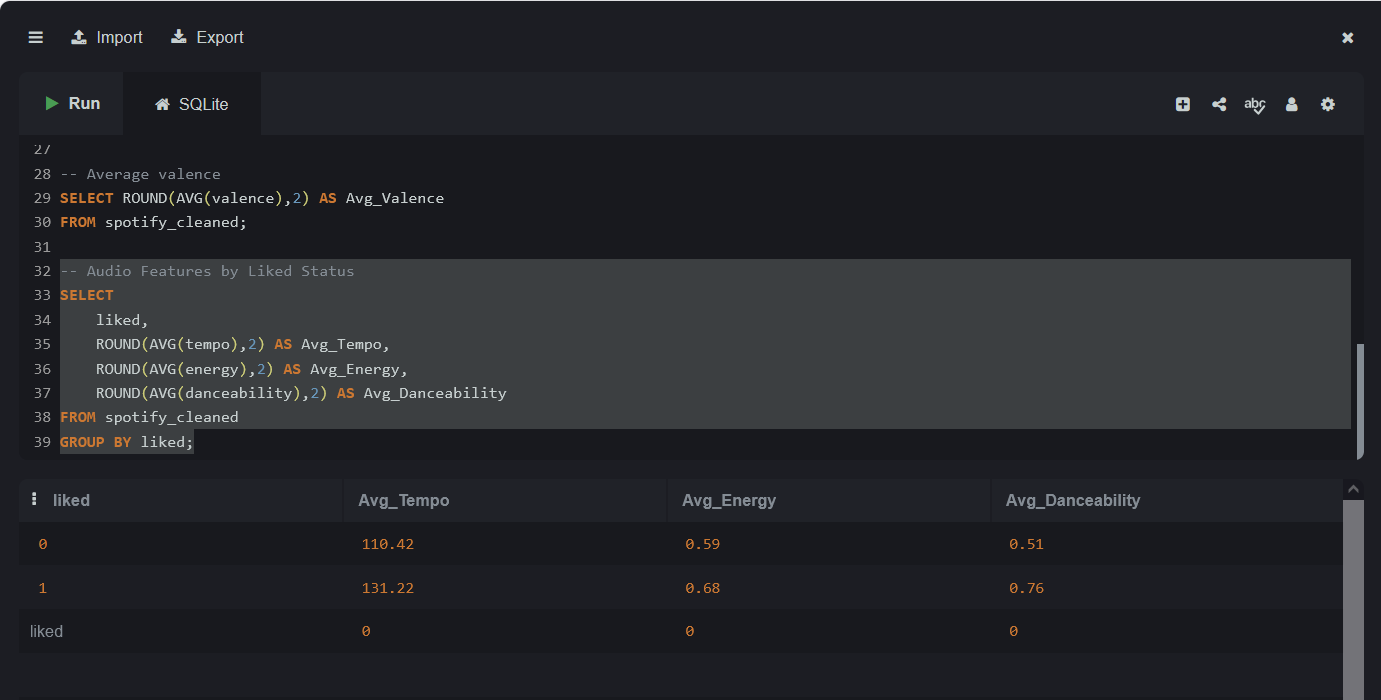 Import Export
Run SQLite
abc
27
28 -- Average valence
29 SELECT ROUND(AVG(valence),2) AS Avg_Valence
30 FROM spotify_cleaned;
31
32 -- Audio Features by Liked Status
33 SELECT
34 liked,
35 ROUND(AVG(tempo),2) AS Avg_Tempo,
36 ROUND(AVG(energy),2) AS Avg_Energy,
37 ROUND(AVG(danceability),2) AS Avg_Danceability
38 FROM spotify_cleaned
39 GROUP BY liked;
liked Avg_Tempo Avg_Energy Avg_Danceability
0 110.42 0.59 0.51
1 131.22 0.68 0.76
liked 0 0 0